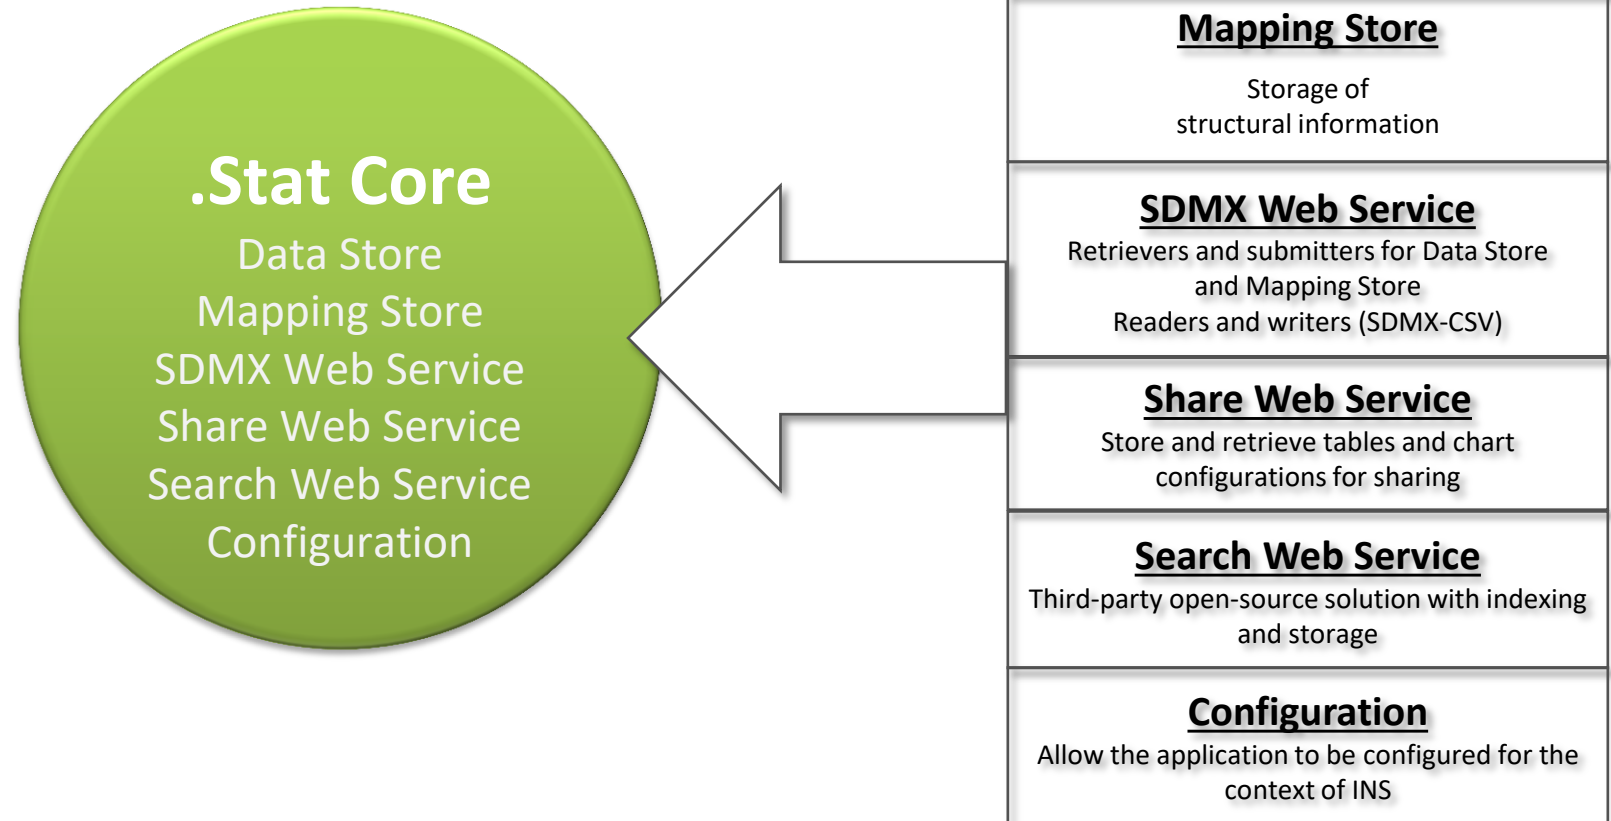 .Stat Core
Data Store
Mapping Store
SDMX Web Service
Share Web Service
Search Web Service
Configuration
Mapping Store
Storage of
structural information
SDMX Web Service
Retrievers and submitters for Data Store
and Mapping Store
Readers and writers (SDMX-CSV)
Share Web Service
Store and retrieve tables and chart
configurations for sharing
Search Web Service
Third-party open-source solution with indexing
and storage
Configuration
Allow the application to be configured for the
context of INS